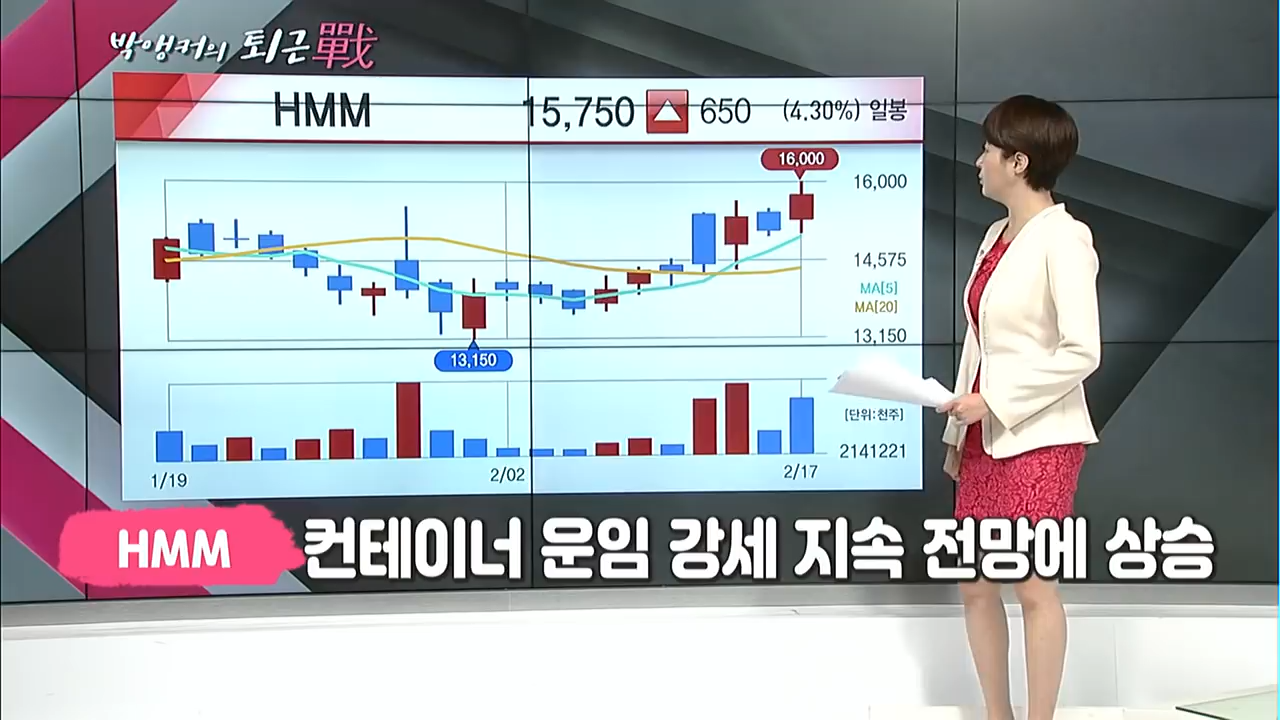 박앵커의 퇴근戰
HMM 15,750 650 (4.30%) 일봉
16,000
16,000
14,575
MA[5]
MA[20]
13,150
13,150
[단위:천주]
2141221
1/19 2/02 2/17
HMM 컨테이너 운임 강세 지속 전망에 상승